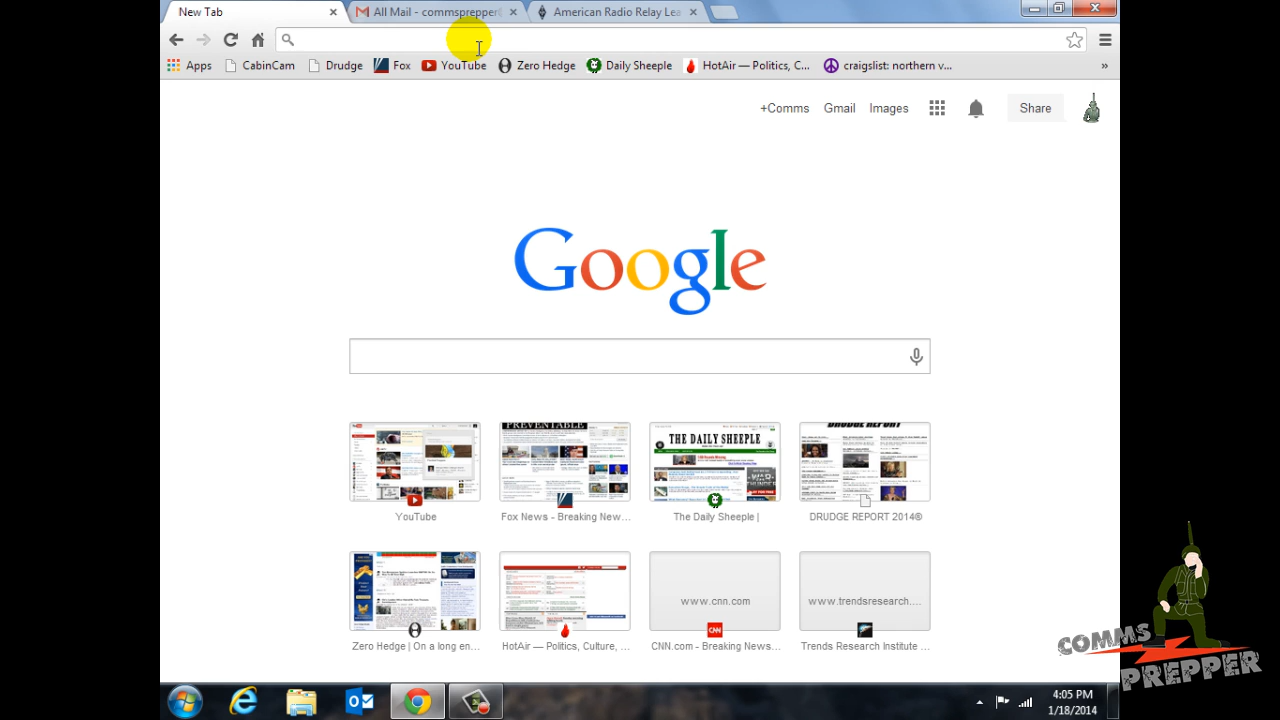 New Tab
All Mail - commsprepper@
American Radio Relay Lea
Apps
CabinCam
Drudge
Fox
YouTube
Zero Hedge
Daily Sheeple
HotAir — Politics, C...
craigslist: northern v...
»
+Comms
Gmail
Images
Share
Google
PREVENTABLE
THE DAILY SHEEPLE
DRUDGE REPORT
YouTube
Fox News - Breaking New...
The Daily Sheeple |
DRUDGE REPORT 2014®
www.cnn.com
www.trendsresearch....
CNN
Zero Hedge | On a long en...
HotAir — Politics, Culture, ...
CNN.com - Breaking News...
Trends Research Institute ...
COMMS
PREPPER
4:05 PM
1/18/2014